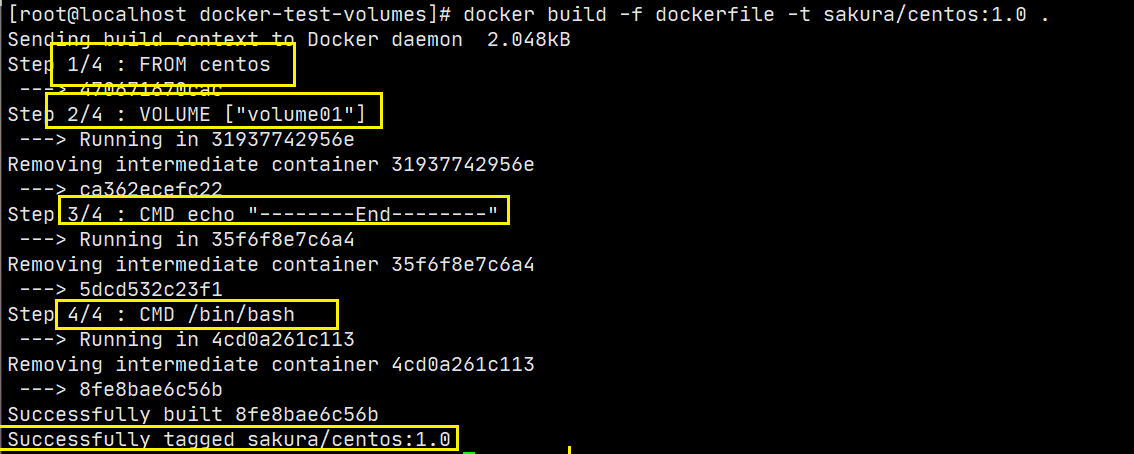 [root@localhost docker-test-volumes]# docker build -f dockerfile -t sakura/centos:1.0 .
Sending build context to Docker daemon  2.048kB
Step 1/4 : FROM centos
 ---> 470671670cac
Step 2/4 : VOLUME ["volume01"]
 ---> Running in 31937742956e
Removing intermediate container 31937742956e
 ---> ca362ecefc22
Step 3/4 : CMD echo "--------End--------"
 ---> Running in 35f6f8e7c6a4
Removing intermediate container 35f6f8e7c6a4
 ---> 5dcd532c23f1
Step 4/4 : CMD /bin/bash
 ---> Running in 4cd0a261c113
Removing intermediate container 4cd0a261c113
 ---> 8fe8bae6c56b
Successfully built 8fe8bae6c56b
Successfully tagged sakura/centos:1.0